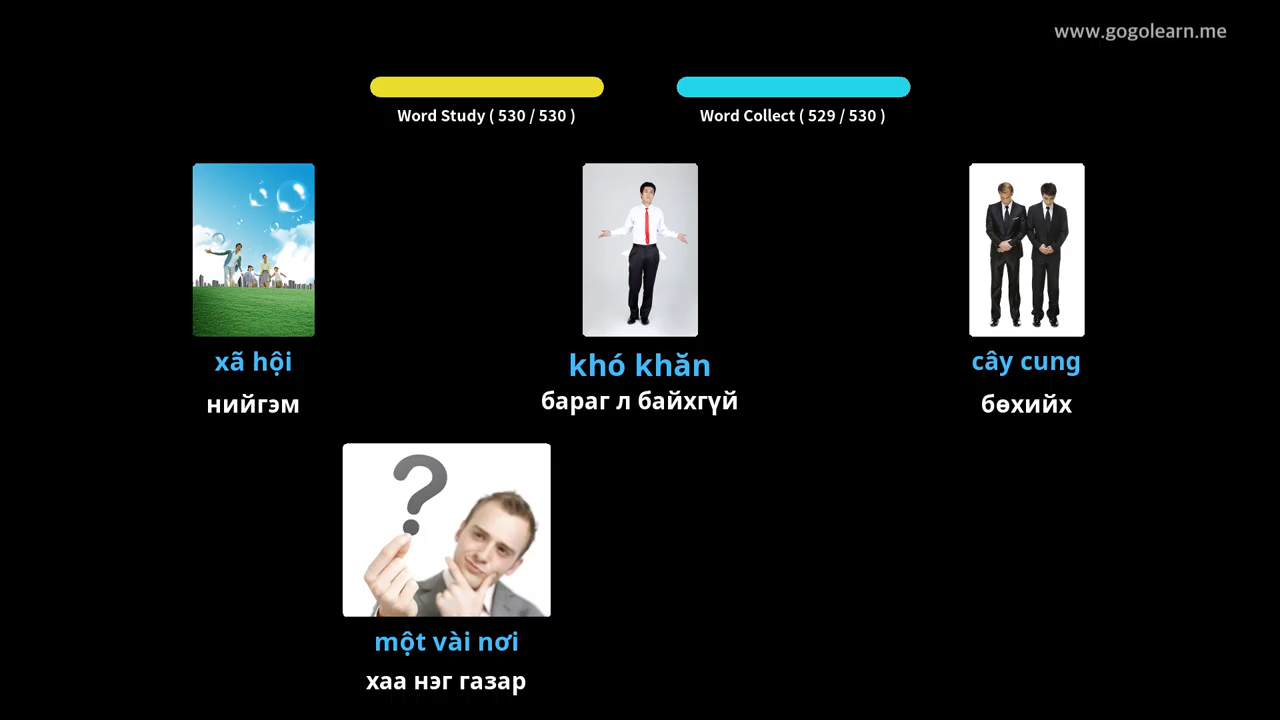 www.gogolearn.me
Word Study ( 530 / 530 )
Word Collect ( 529 / 530 )
xã hội
нийгэм
khó khăn
бараг л байхгүй
cây cung
бөхийх
một vài nơi
хаа нэг газар